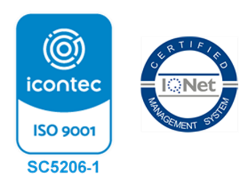 icontec
ISO 9001
SC5206-1
CERTIFIED
IQNet
MANAGEMENT SYSTEM